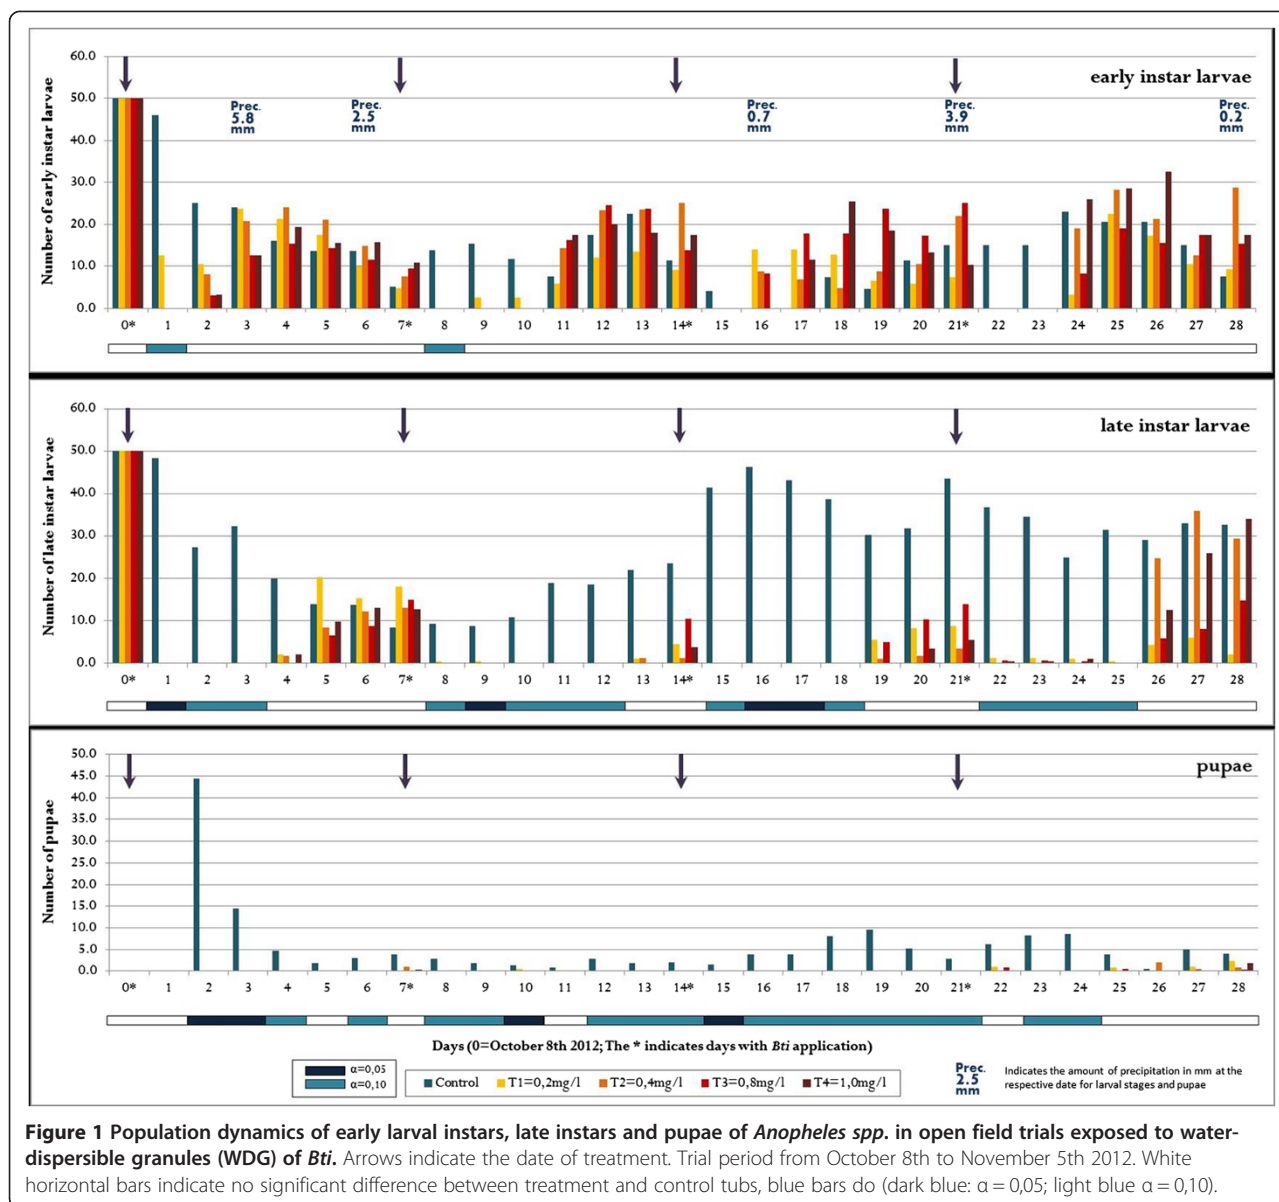 early instar larvae
Number of early instar larvae
60.0
50.0
40.0
30.0
20.0
10.0
0.0
Prec. 5.8 mm
Prec. 2.5 mm
Prec. 0.7 mm
Prec. 3.9 mm
Prec. 0.2 mm
0* 1 2 3 4 5 6 7* 8 9 10 11 12 13 14* 15 16 17 18 19 20 21* 22 23 24 25 26 27 28
late instar larvae
Number of late instar larvae
60.0
50.0
40.0
30.0
20.0
10.0
0.0
0* 1 2 3 4 5 6 7* 8 9 10 11 12 13 14* 15 16 17 18 19 20 21* 22 23 24 25 26 27 28
pupae
Number of pupae
50.0
45.0
40.0
35.0
30.0
25.0
20.0
15.0
10.0
5.0
0.0
0* 1 2 3 4 5 6 7* 8 9 10 11 12 13 14* 15 16 17 18 19 20 21* 22 23 24 25 26 27 28
Days (0=October 8th 2012; The * indicates days with Bti application)
α=0,05
α=0,10
Control T1=0,2mg/l T2=0,4mg/l T3=0,8mg/l T4=1,0mg/l
Prec. 2.5 mm
Indicates the amount of precipitation in mm at the
respective date for larval stages and pupae
Figure 1 Population dynamics of early larval instars, late instars and pupae of Anopheles spp. in open field trials exposed to water-
dispersible granules (WDG) of Bti. Arrows indicate the date of treatment. Trial period from October 8th to November 5th 2012. White
horizontal bars indicate no significant difference between treatment and control tubs, blue bars do (dark blue: α = 0,05; light blue α = 0,10).